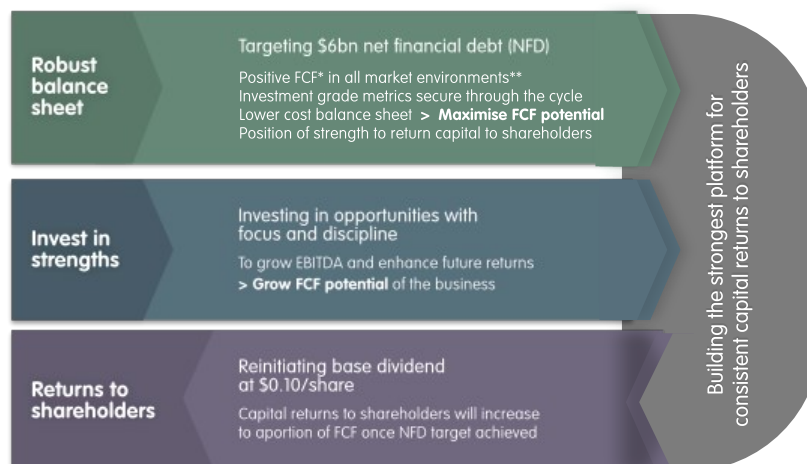 Robust
balance
sheet
Targeting $6bn net financial debt (NFD)
Positive FCF* in all market environments**
Investment grade metrics secure through the cycle
Lower cost balance sheet > Maximise FCF potential
Position of strength to return capital to shareholders
Invest in
strengths
Investing in opportunities with
focus and discipline
To grow EBITDA and enhance future returns
> Grow FCF potential of the business
Returns to
shareholders
Reinitiating base dividend
at $0.10/share
Capital returns to shareholders will increase
to aportion of FCF once NFD target achieved
Building the strongest platform for
consistent capital returns to shareholders